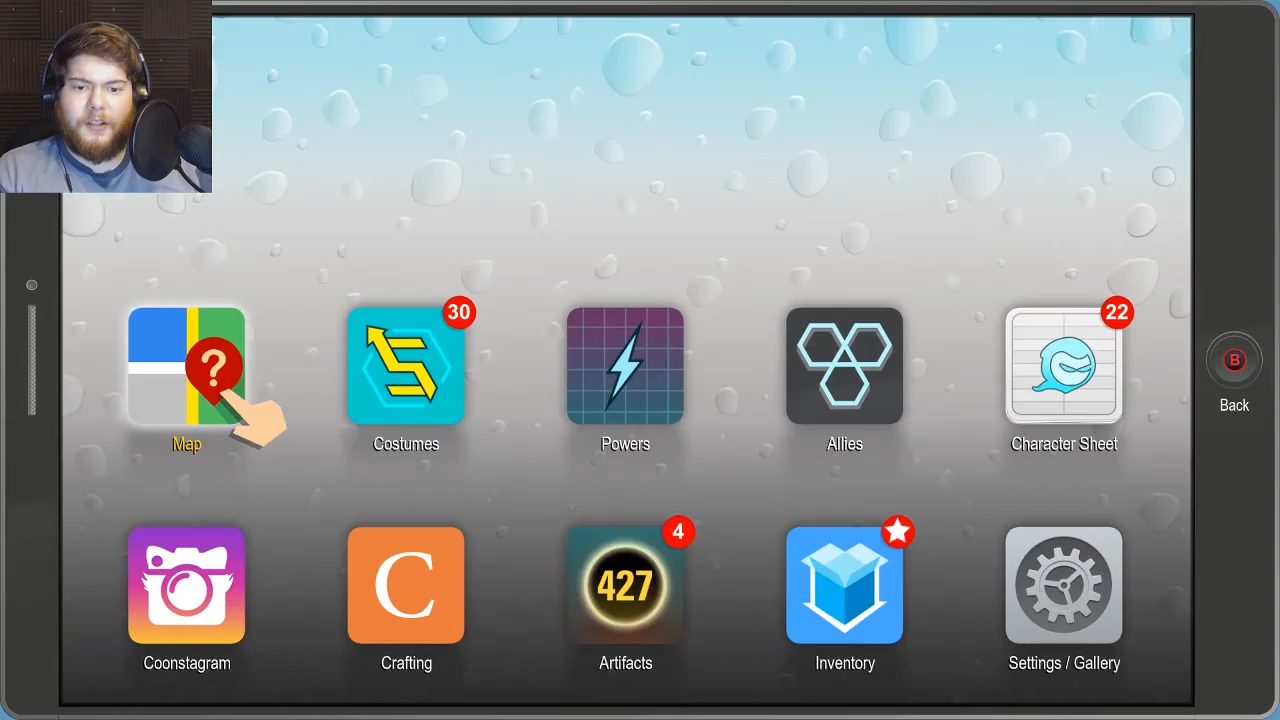 ?
30
22
B
Back
Map
Costumes
Powers
Allies
Character Sheet
C
427
4
Coonstagram
Crafting
Artifacts
Inventory
Settings / Gallery